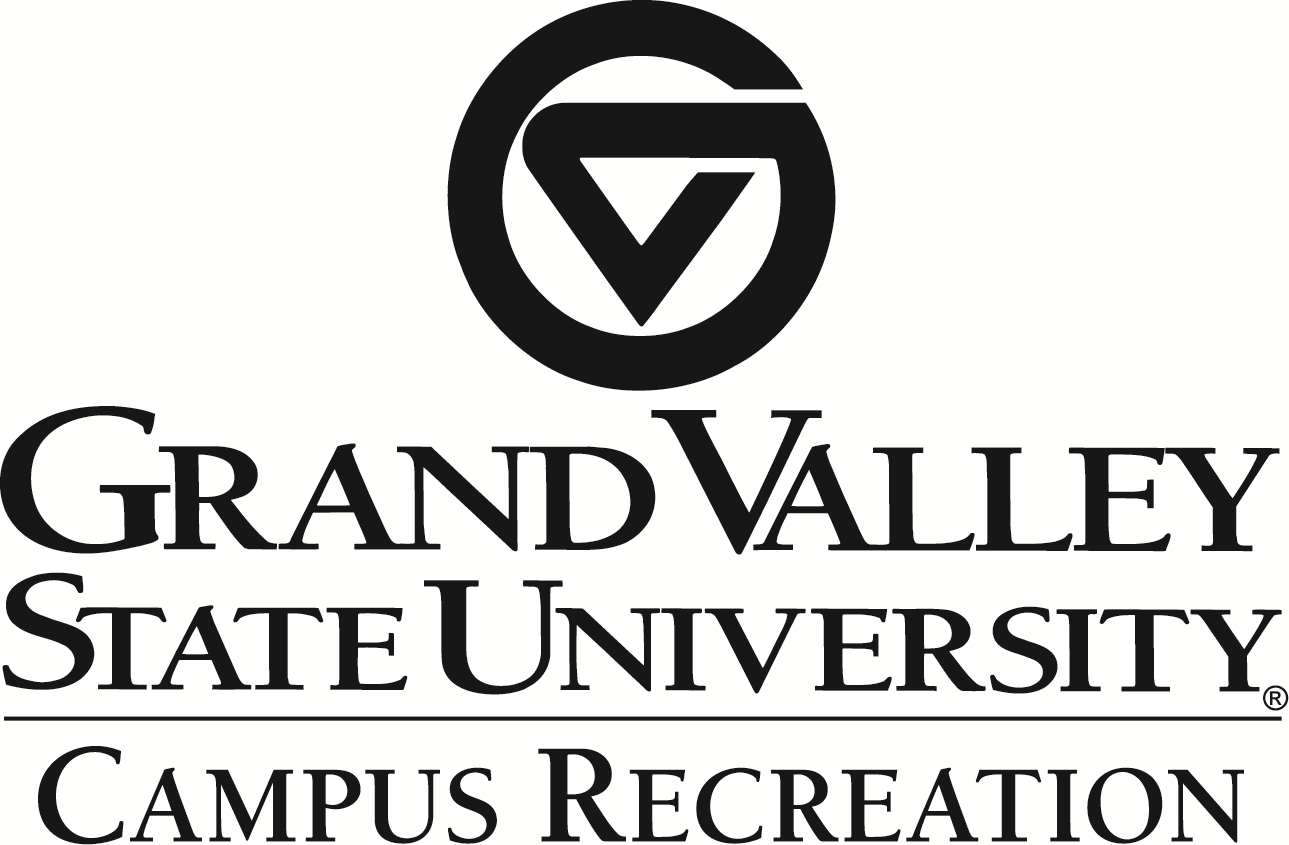 GRAND VALLEY
STATE UNIVERSITY®
CAMPUS RECREATION